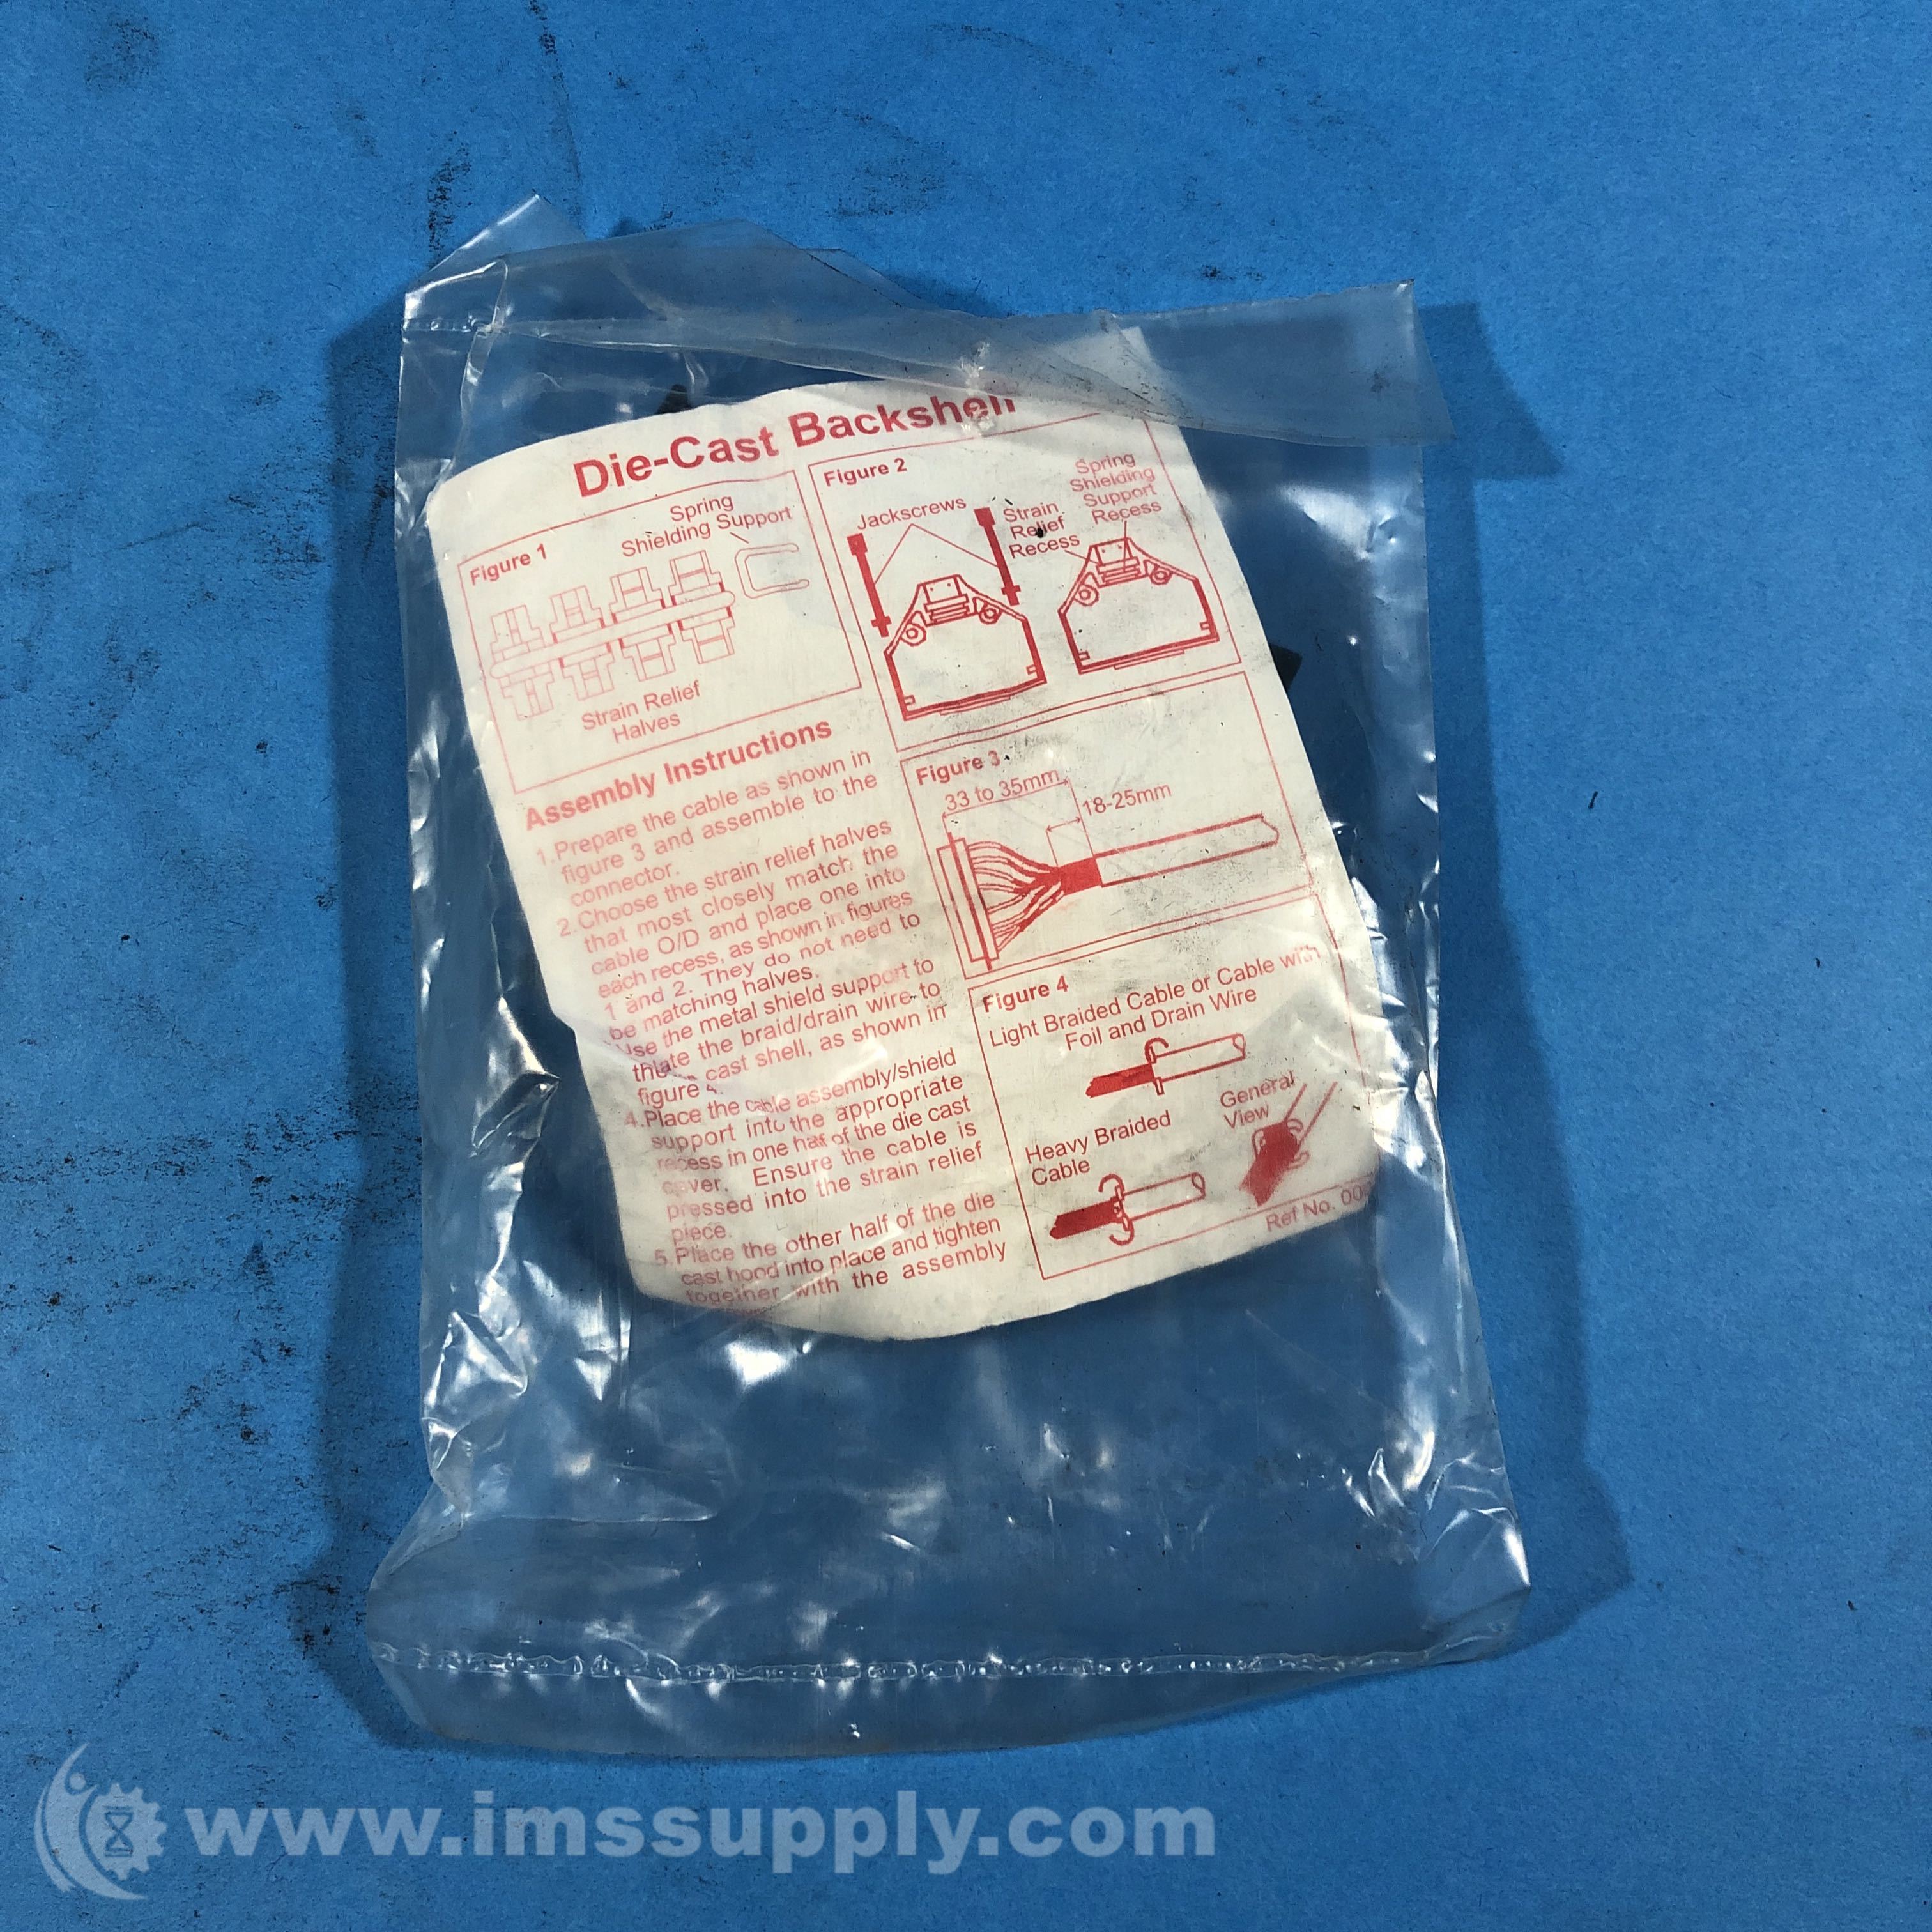 Die-Cast Backshell
Figure 1
Spring
Shielding Support
Strain Relief
Halves
Assembly Instructions
1.Prepare the cable as shown in
figure 3 and assemble to the
connector.
2.Choose the strain relief halves
that most closely match the
cable O/D and place one into
each recess, as shown in figures
1 and 2. They do not need to
be matching halves.
Use the metal shield support to
the braid/drain wire to
cast shell, as shown in
figure
4.Place the cable assembly/shield
support into the appropriate
recess in one half of the die cast
cover. Ensure the cable is
pressed into the strain relief
piece.
5.Place the other half of the die
cast hood into place and tighten
together with the assembly
Figure 2
Jackscrews
Strain
Relief
Recess
Spring
Shielding
Support
Recess
Figure 3
33 to 35mm
18-25mm
Figure 4
Light Braided Cable or Cable with
Foil and Drain Wire
General
View
Heavy Braided
Cable
Ref No. 00
www.imssupply.com